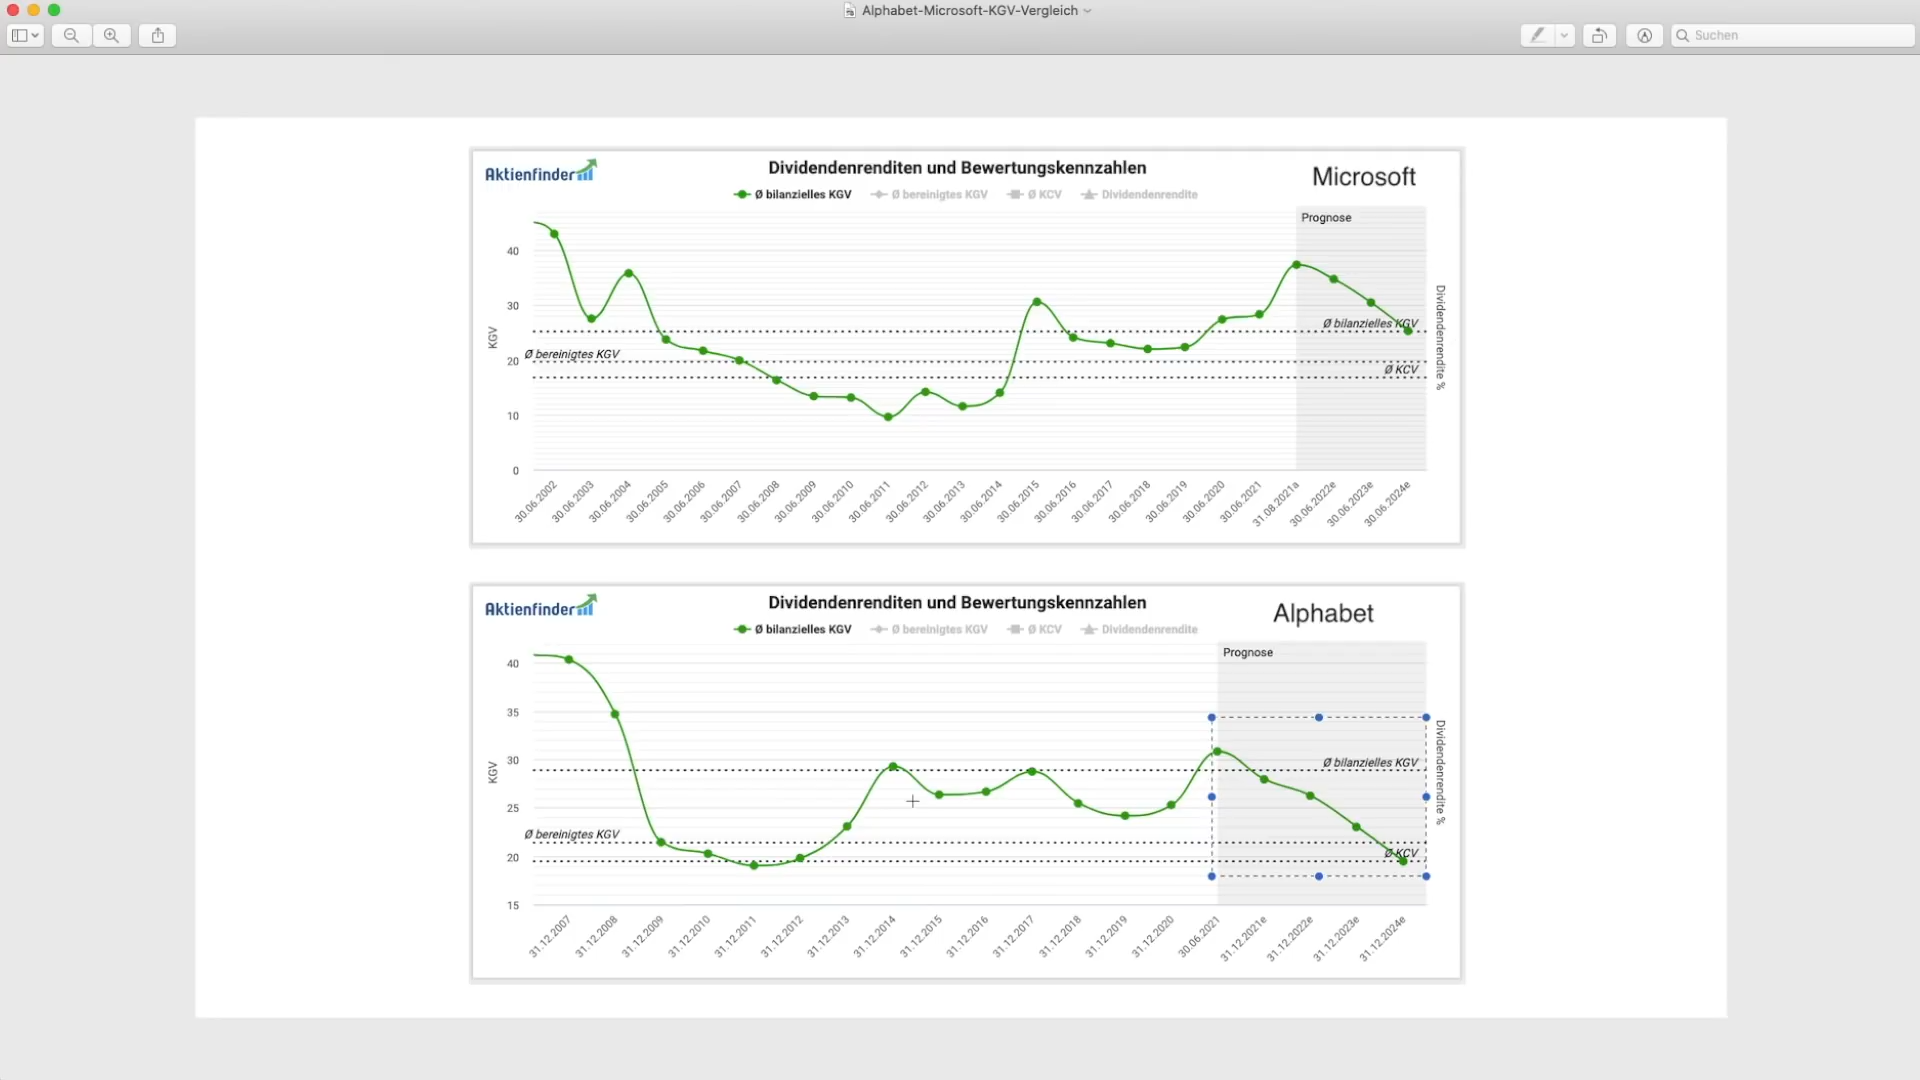 Alphabet-Microsoft-KGV-Vergleich
Suchen
Aktienfinder
Dividendenrenditen und Bewertungskennzahlen
Microsoft
Ø bilanzielles KGV
Ø bereinigtes KGV
Ø KCV
Dividendenrendite
Prognose
40
30
20
10
0
KGV
Dividendenrendite %
Ø bilanzielles KGV
Ø bereinigtes KGV
Ø KCV
30.06.2002
30.06.2003
30.06.2004
30.06.2005
30.06.2006
30.06.2007
30.06.2008
30.06.2009
30.06.2010
30.06.2011
30.06.2012
30.06.2013
30.06.2014
30.06.2015
30.06.2016
30.06.2017
30.06.2018
30.06.2019
30.06.2020
30.06.2021
31.08.2021a
30.06.2022e
30.06.2023e
30.06.2024e
Aktienfinder
Dividendenrenditen und Bewertungskennzahlen
Alphabet
Ø bilanzielles KGV
Ø bereinigtes KGV
Ø KCV
Dividendenrendite
Prognose
40
35
30
25
20
15
KGV
Dividendenrendite %
Ø bilanzielles KGV
Ø bereinigtes KGV
Ø KCV
31.12.2007
31.12.2008
31.12.2009
31.12.2010
31.12.2011
31.12.2012
31.12.2013
31.12.2014
31.12.2015
31.12.2016
31.12.2017
31.12.2018
31.12.2019
31.12.2020
30.06.2021
31.12.2021e
31.12.2022e
31.12.2023e
31.12.2024e